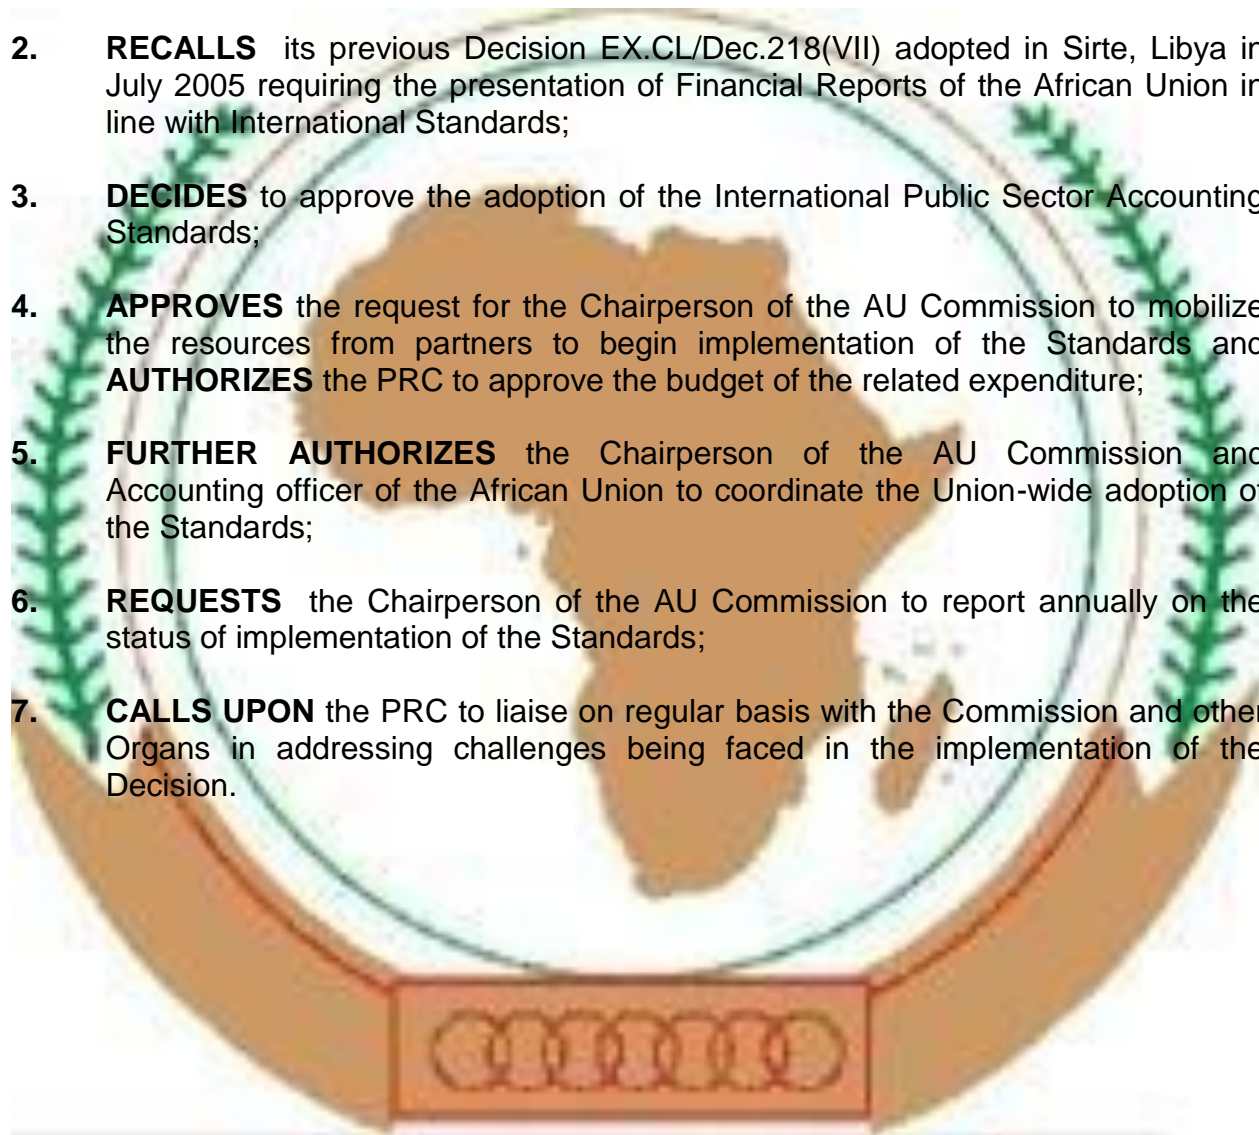 2. RECALLS its previous Decision EX.CL/Dec.218(VII) adopted in Sirte, Libya in
July 2005 requiring the presentation of Financial Reports of the African Union in
line with International Standards;
3. DECIDES to approve the adoption of the International Public Sector Accounting
Standards;
4. APPROVES the request for the Chairperson of the AU Commission to mobilize
the resources from partners to begin implementation of the Standards and
AUTHORIZES the PRC to approve the budget of the related expenditure;
5. FURTHER AUTHORIZES the Chairperson of the AU Commission and
Accounting officer of the African Union to coordinate the Union-wide adoption of
the Standards;
6. REQUESTS the Chairperson of the AU Commission to report annually on the
status of implementation of the Standards;
7. CALLS UPON the PRC to liaise on regular basis with the Commission and other
Organs in addressing challenges being faced in the implementation of the
Decision.